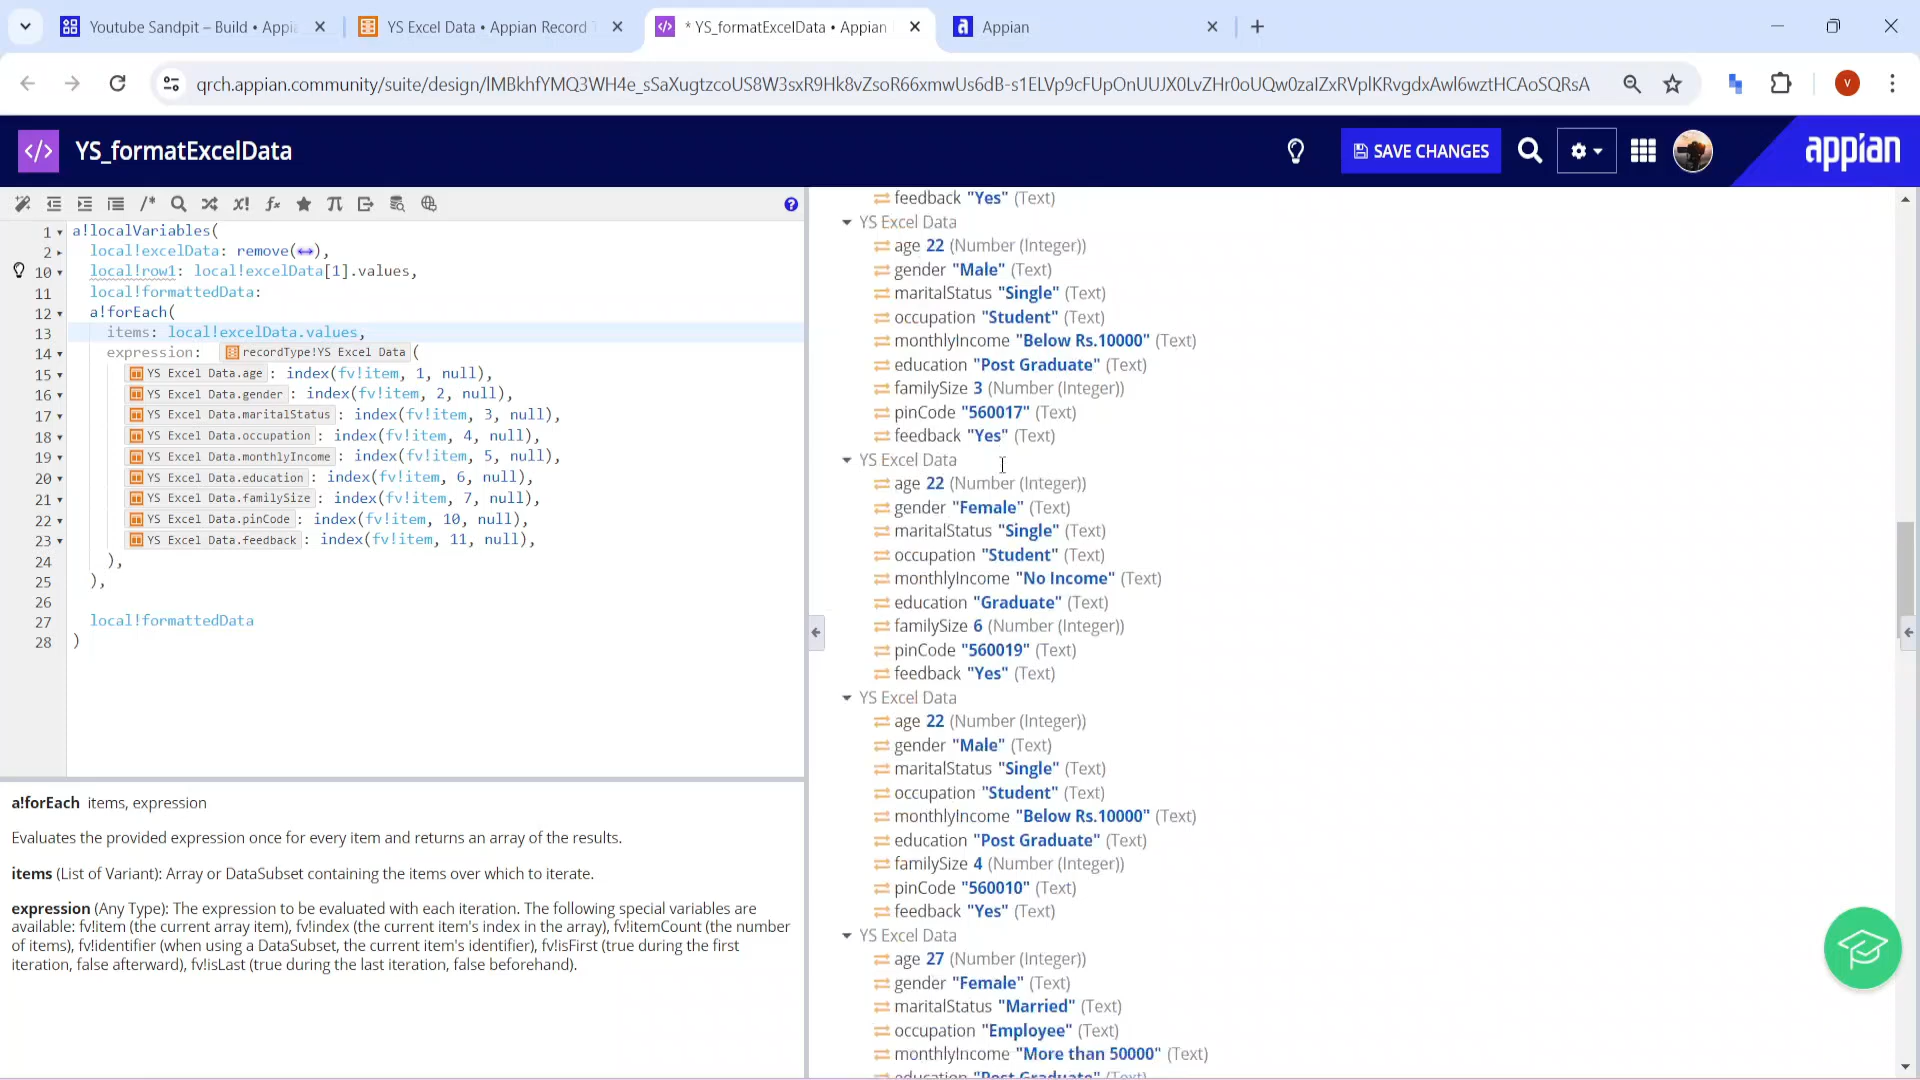 Youtube Sandpit – Build • Appi
YS Excel Data • Appian Record
* YS_formatExcelData • Appian
Appian
qrch.appian.community/suite/design/
V
YS_formatExcelData
SAVE CHANGES
appian
1 a!localVariables(
2 local!excelData: remove(
10 local!row1: local!excelData[1].values,
11 local!formattedData:
12 a!forEach(
13 items: local!excelData.values,
14 expression: recordType!YS Excel Data (
15 YS Excel Data.age : index(fv!item, 1, null),
16 YS Excel Data.gender : index(fv!item, 2, null),
17 YS Excel Data.maritalStatus : index(fv!item, 3, null),
18 YS Excel Data.occupation : index(fv!item, 4, null),
19 YS Excel Data.monthlyIncome : index(fv!item, 5, null),
20 YS Excel Data.education : index(fv!item, 6, null),
21 YS Excel Data.familySize : index(fv!item, 7, null),
22 YS Excel Data.pinCode : index(fv!item, 10, null),
23 YS Excel Data.feedback : index(fv!item, 11, null),
24 ),
25 ),
26
27 local!formattedData
28 )
a!forEach items, expression
Evaluates the provided expression once for every item and returns an array of the results.
items (List of Variant): Array or DataSubset containing the items over which to iterate.
expression (Any Type): The expression to be evaluated with each iteration. The following special variables are
available: fv!item (the current array item), fv!index (the current item's index in the array), fv!itemCount (the number
of items), fv!identifier (when using a DataSubset, the current item's identifier), fv!isFirst (true during the first
iteration, false afterward), fv!isLast (true during the last iteration, false beforehand).
feedback "Yes" (Text)
YS Excel Data
age 22 (Number (Integer))
gender "Male" (Text)
maritalStatus "Single" (Text)
occupation "Student" (Text)
monthlyIncome "Below Rs.10000" (Text)
education "Post Graduate" (Text)
familySize 3 (Number (Integer))
pinCode "560017" (Text)
feedback "Yes" (Text)
YS Excel Data
age 22 (Number (Integer))
gender "Female" (Text)
maritalStatus "Single" (Text)
occupation "Student" (Text)
monthlyIncome "No Income" (Text)
education "Graduate" (Text)
familySize 6 (Number (Integer))
pinCode "560019" (Text)
feedback "Yes" (Text)
YS Excel Data
age 22 (Number (Integer))
gender "Male" (Text)
maritalStatus "Single" (Text)
occupation "Student" (Text)
monthlyIncome "Below Rs.10000" (Text)
education "Post Graduate" (Text)
familySize 4 (Number (Integer))
pinCode "560010" (Text)
feedback "Yes" (Text)
YS Excel Data
age 27 (Number (Integer))
gender "Female" (Text)
maritalStatus "Married" (Text)
occupation "Employee" (Text)
monthlyIncome "More than 50000" (Text)
education "Post Graduate" (Text)